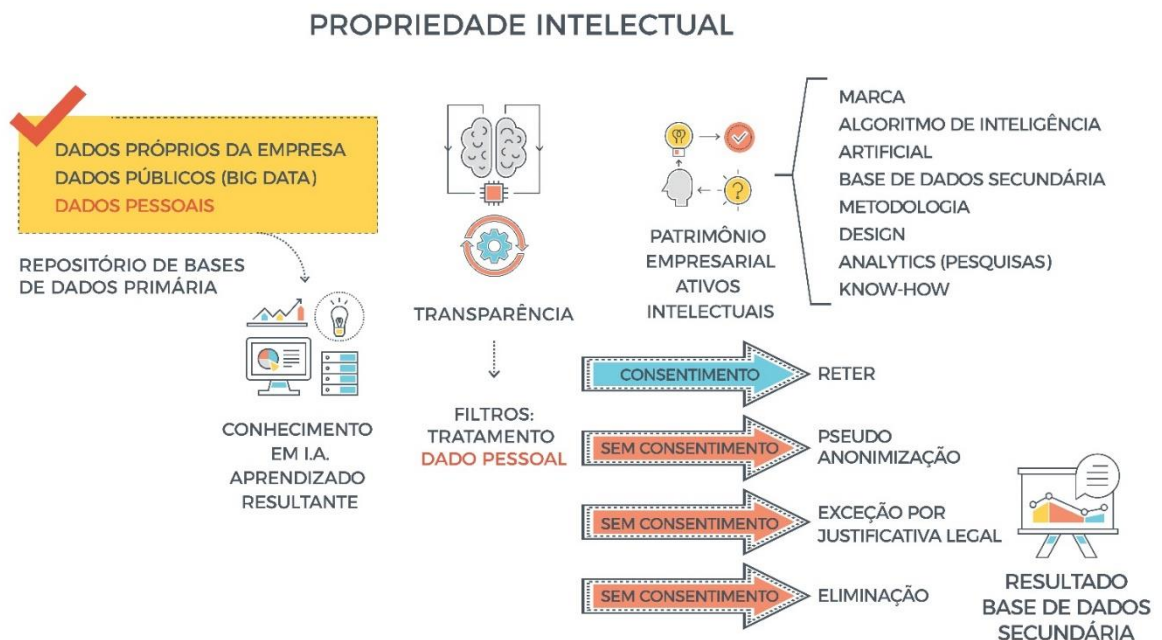 PROPRIEDADE INTELECTUAL
DADOS PRÓPRIOS DA EMPRESA
DADOS PÚBLICOS (BIG DATA)
DADOS PESSOAIS
REPOSITÓRIO DE BASES
DE DADOS PRIMÁRIA
CONHECIMENTO
EM I.A.
APRENDIZADO
RESULTANTE
TRANSPARÊNCIA
FILTROS:
TRATAMENTO
DADO PESSOAL
PATRIMÔNIO
EMPRESARIAL
ATIVOS
INTELECTUAIS
MARCA
ALGORITMO DE INTELIGÊNCIA
ARTIFICIAL
BASE DE DADOS SECUNDÁRIA
METODOLOGIA
DESIGN
ANALYTICS (PESQUISAS)
KNOW-HOW
CONSENTIMENTO
RETER
SEM CONSENTIMENTO
PSEUDO
ANONIMIZAÇÃO
SEM CONSENTIMENTO
EXCEÇÃO POR
JUSTIFICATIVA LEGAL
SEM CONSENTIMENTO
ELIMINAÇÃO
RESULTADO
BASE DE DADOS
SECUNDÁRIA